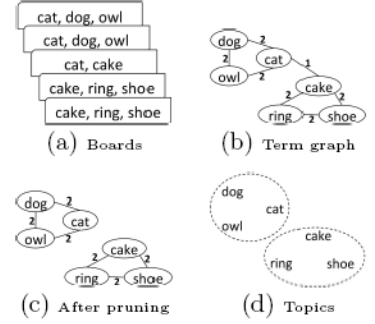 cat, dog, owl
cat, dog, owl
cat, cake
cake, ring, shoe
cake, ring, shoe
(a) Boards
dog
2
cat
2
owl
2
1
cake
2
2
ring
2
shoe
(b) Term graph
dog
2
2
cat
owl
2
cake
2
2
ring
2
shoe
(c) After pruning
dog
cat
owl
cake
ring
shoe
(d) Topics